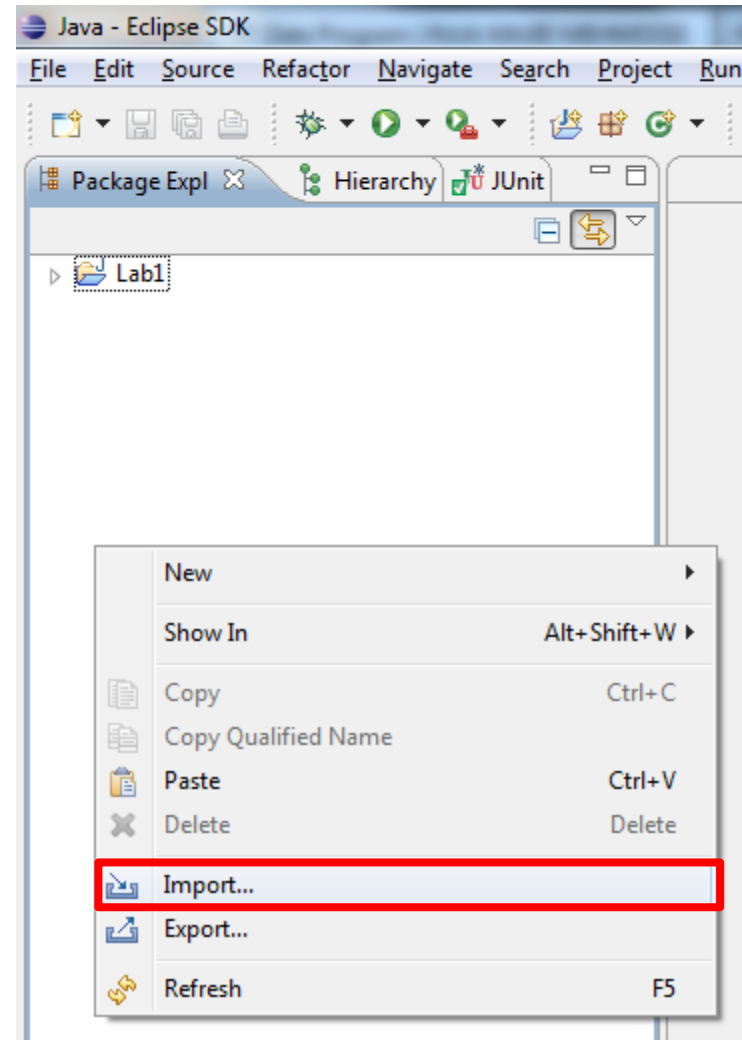 Java - Eclipse SDK
File Edit Source Refactor Navigate Search Project Run
Package Expl Hierarchy JUnit
Lab1
New
Show In Alt+Shift+W
Copy Ctrl+C
Copy Qualified Name
Paste Ctrl+V
Delete Delete
Import...
Export...
Refresh F5